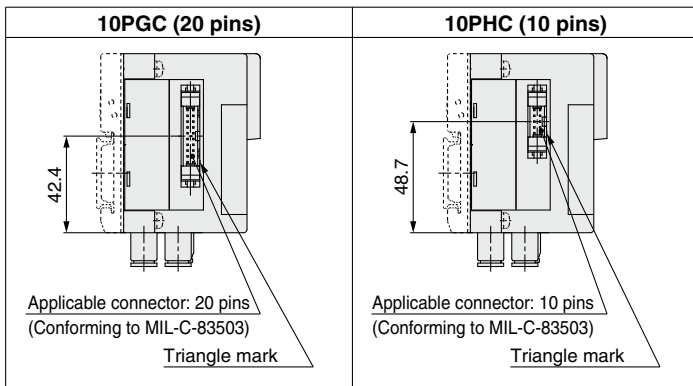 10PGC (20 pins)
42.4
Applicable connector: 20 pins
(Conforming to MIL-C-83503)
Triangle mark
10PHC (10 pins)
48.7
Applicable connector: 10 pins
(Conforming to MIL-C-83503)
Triangle mark